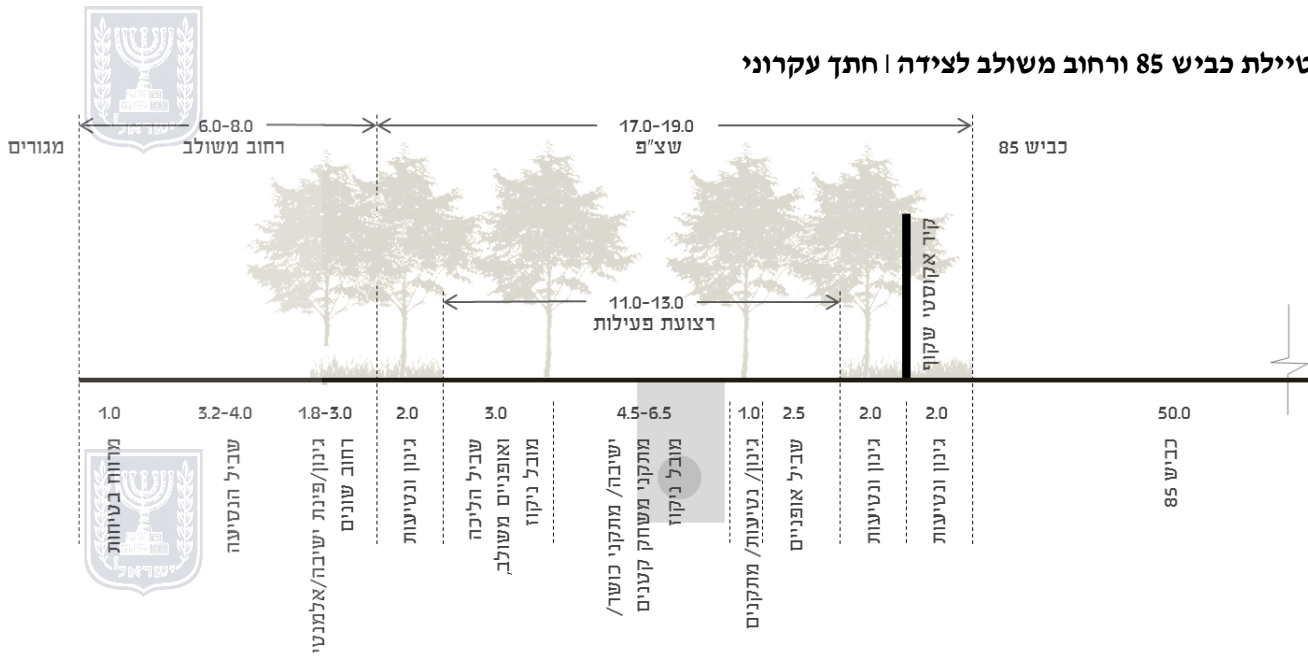 טיילת כביש 85 ורחוב משולב לצידה | חתך עקרוני
כביש 85
17.0-19.0
שצ"פ
6.0-8.0
רחוב משולב
מגורים
ישראל
11.0-13.0
רצועת פעילות
קיר אקוסטי שקוף
50.0
כביש 85
2.0
גינון ונטיעות
2.0
גינון ונטיעות
2.5
שביל אופניים
1.0
גינון/ נטיעות/ מתקנים
4.5-6.5
ישיבה/ מתקני כושר/
מתקני משחק קטנים
מובל ניקוז
3.0
שביל הליכה
ואופניים משולב,
מובל ניקוז
2.0
גינון ונטיעות
1.8-3.0
גינון/פינת ישיבה/אלמנטי
רחוב שונים
3.2-4.0
שביל הנסיעה
1.0
מרווח בטיחות
ישראל